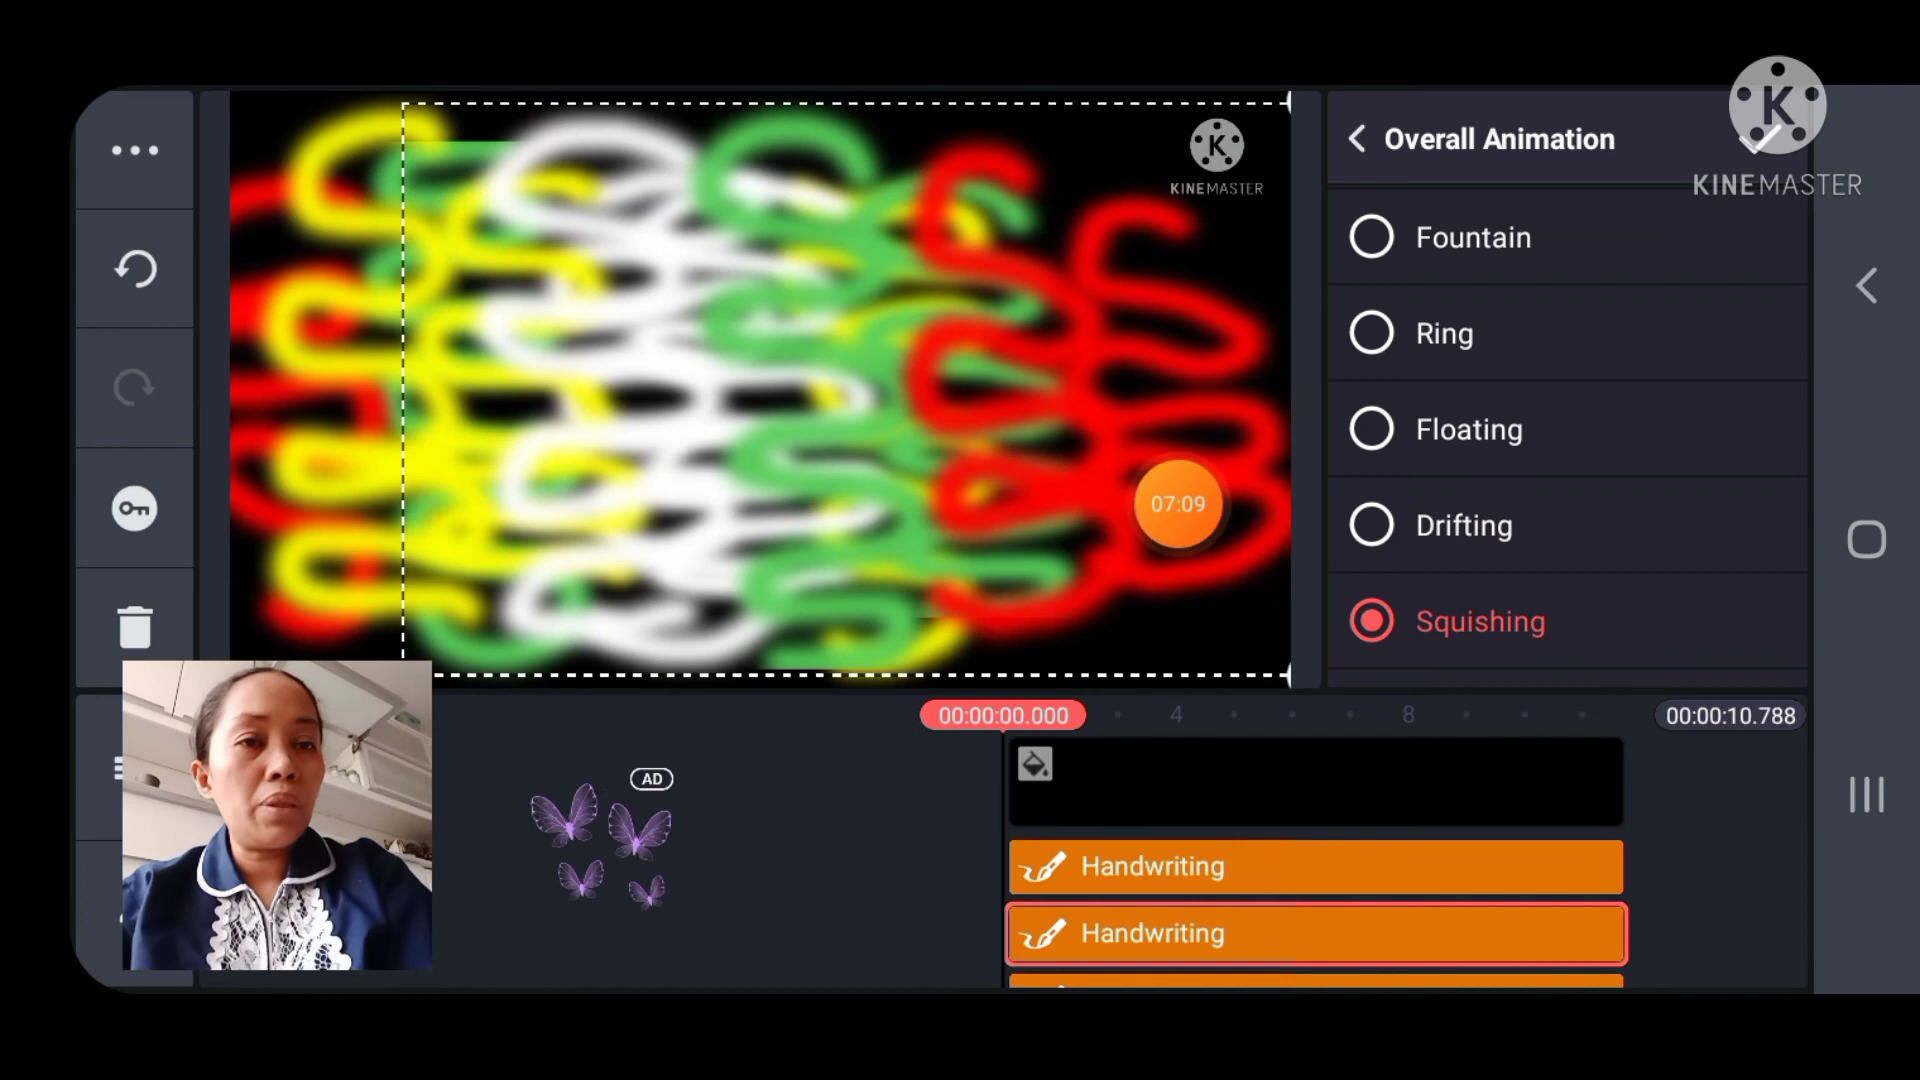 KINEMASTER
Overall Animation
KINEMASTER
Fountain
Ring
Floating
Drifting
Squishing
07:09
00:00:00.000
4
8
00:00:10.788
AD
Handwriting
Handwriting